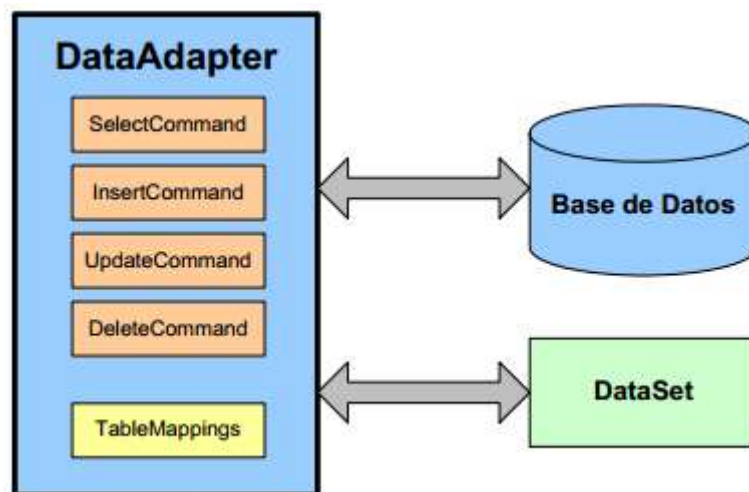 DataAdapter
SelectCommand
InsertCommand
UpdateCommand
DeleteCommand
TableMappings
Base de Datos
DataSet